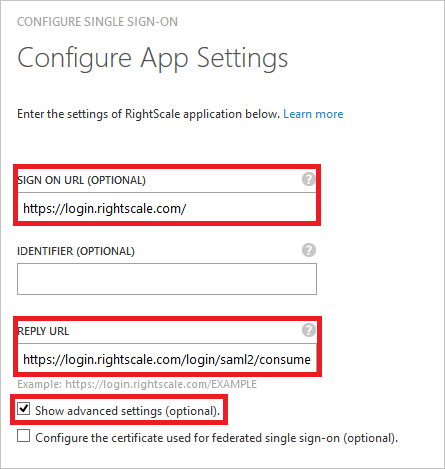 CONFIGURE SINGLE SIGN-ON
Configure App Settings
Enter the settings of RightScale application below. Learn more
SIGN ON URL (OPTIONAL) ?
https://login.rightscale.com/
IDENTIFIER (OPTIONAL) ?
REPLY URL ?
https://login.rightscale.com/login/saml2/consume
Example: https://login.rightscale.com/EXAMPLE
Show advanced settings (optional).
Configure the certificate used for federated single sign-on (optional).